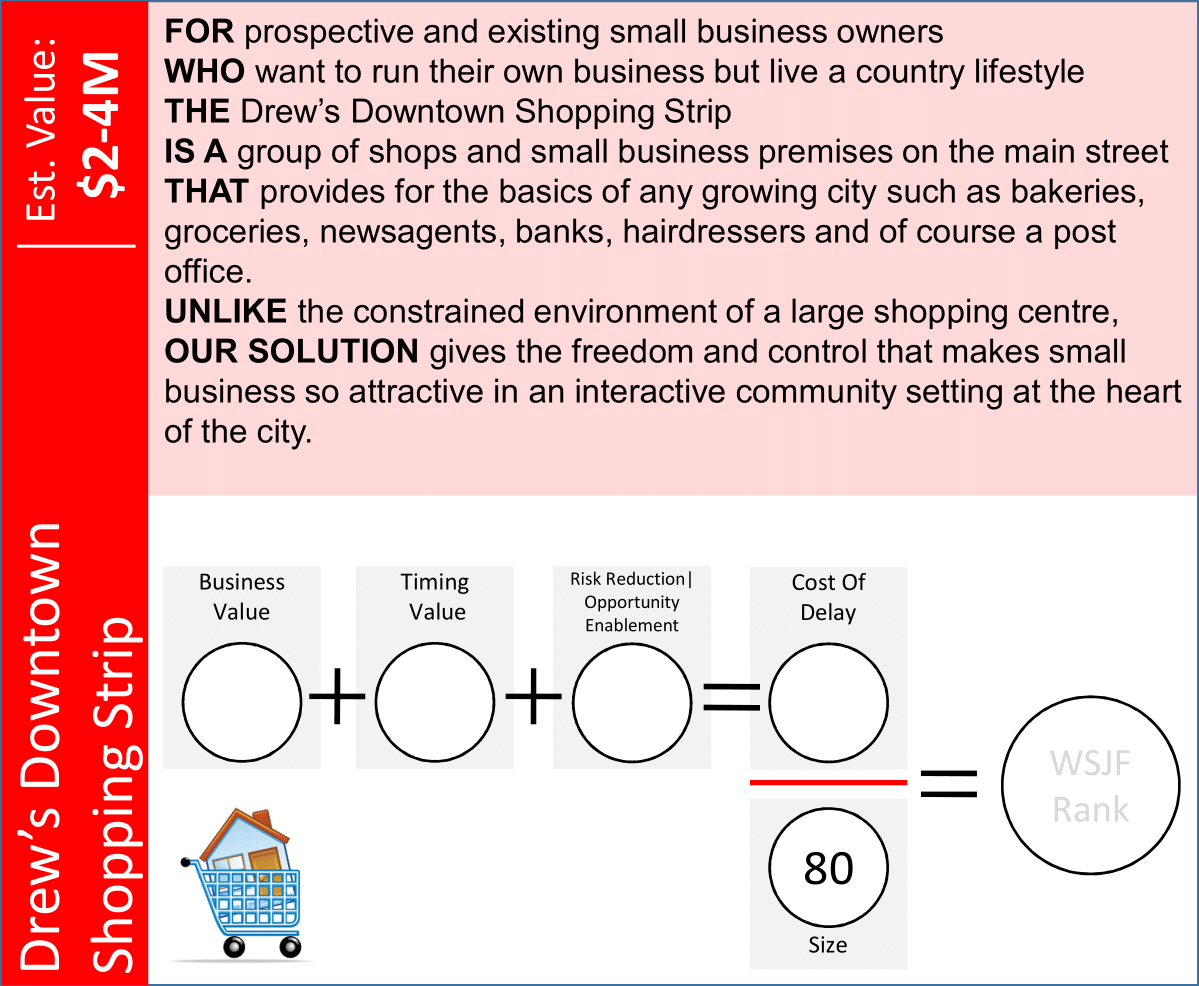 Est. Value:
$2-4M
Drew’s Downtown
Shopping Strip
FOR prospective and existing small business owners
WHO want to run their own business but live a country lifestyle
THE Drew’s Downtown Shopping Strip
IS A group of shops and small business premises on the main street
THAT provides for the basics of any growing city such as bakeries,
groceries, newsagents, banks, hairdressers and of course a post
office.
UNLIKE the constrained environment of a large shopping centre,
OUR SOLUTION gives the freedom and control that makes small
business so attractive in an interactive community setting at the heart
of the city.
Business
Value
+
Timing
Value
+
Risk Reduction|
Opportunity
Enablement
=
Cost Of
Delay
80
Size
=
WSJF
Rank